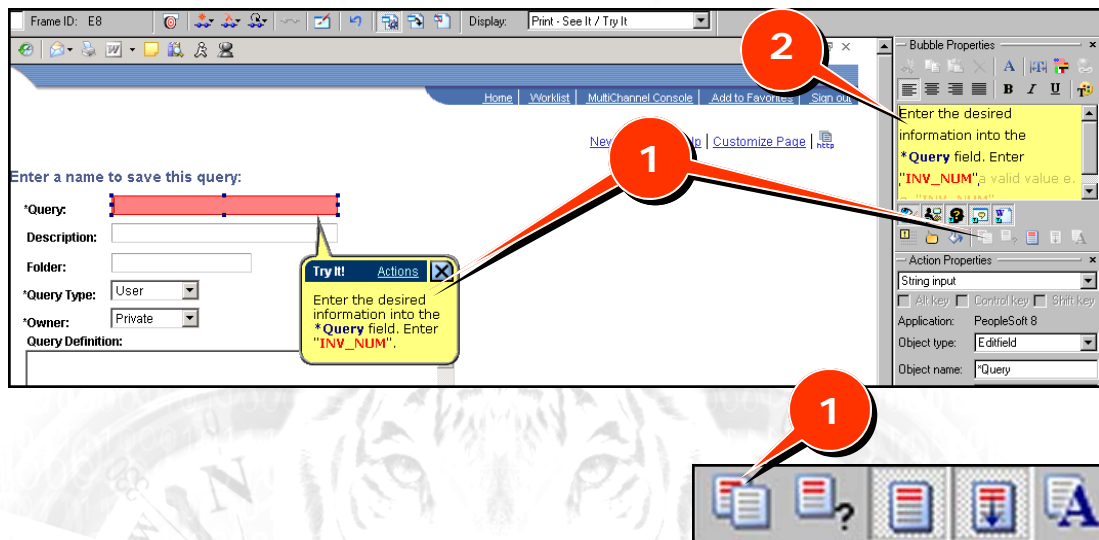 Frame ID: E8 Display: Print - See It / Try It
2
Bubble Properties
Home | Worklist | MultiChannel Console | Add to Favorites | Sign out
A
B I U
Enter the desired
information into the
*Query field. Enter
"INV_NUM", a valid value e.
g. "INV_NUM"
1
Customize Page | http
Enter a name to save this query:
*Query:
Description:
Folder:
*Query Type: User
*Owner: Private
Query Definition:
Try It! Actions
Enter the desired
information into the
*Query field. Enter
"INV_NUM".
Action Properties
String input
Alt key Control key Shift key
Application: PeopleSoft 8
Object type: Editfield
Object name: *Query
1
? A